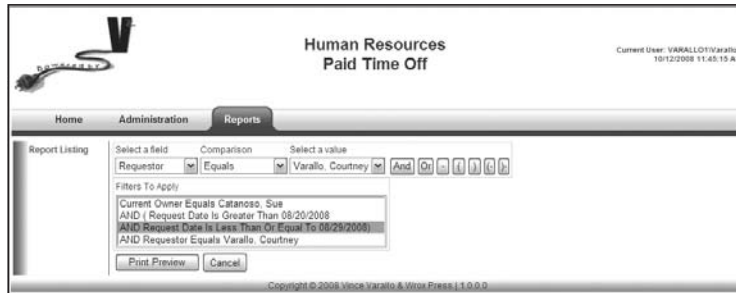 V
POWERED BY
Human Resources
Paid Time Off
Current User: VARALLOT\Varallo
10/12/2008 11:45:15 A
Home Administration Reports
Report Listing
Select a field Comparison Select a value
Requestor Equals Varallo, Courtney And Or - ( ) (- )-
Filters To Apply
Current Owner Equals Catanoso, Sue
AND ( Request Date Is Greater Than 08/20/2008
AND Request Date Is Less Than Or Equal To 08/29/2008)
AND Requestor Equals Varallo, Courtney
Print Preview Cancel
Copyright © 2008 Vince Varallo & Wrox Press | 1.0.0.0